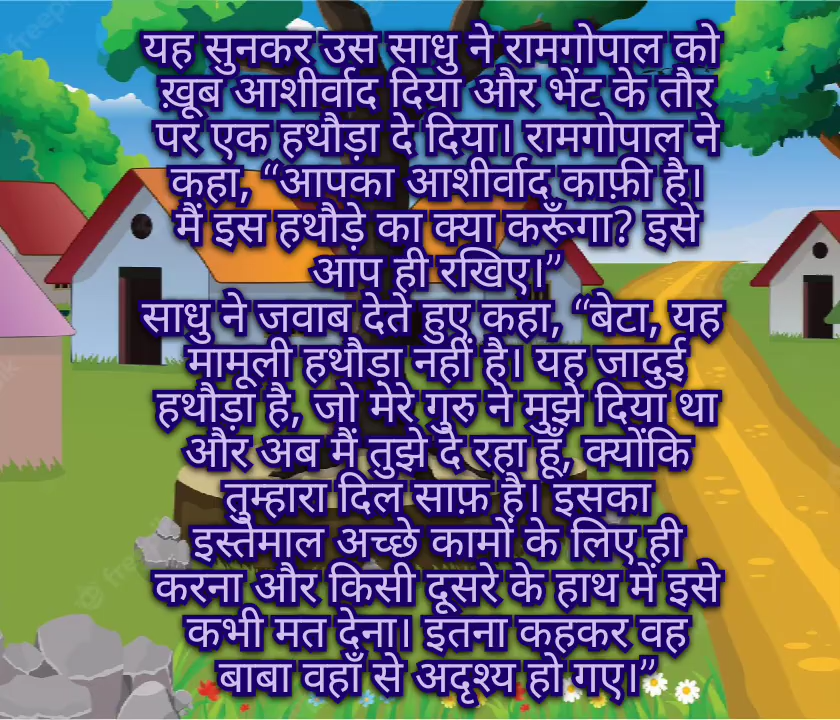 यह सुनकर उस साधु ने रामगोपाल को
ख़ूब आशीर्वाद दिया और भेंट के तौर
पर एक हथौड़ा दे दिया। रामगोपाल ने
कहा, “आपका आशीर्वाद काफ़ी है।
मैं इस हथौड़े का क्या करूँगा? इसे
आप ही रखिए।”
साधु ने जवाब देते हुए कहा, “बेटा, यह
मामूली हथौडा नहीं है। यह जादुई
हथौड़ा है, जो मेरे गुरु ने मुझे दिया था
और अब मैं तुझे दे रहा हूँ, क्योंकि
तुम्हारा दिल साफ़ है। इसका
इस्तेमाल अच्छे कामों के लिए ही
करना और किसी दूसरे के हाथ में इसे
कभी मत देना। इतना कहकर वह
बाबा वहाँ से अदृश्य हो गए।”